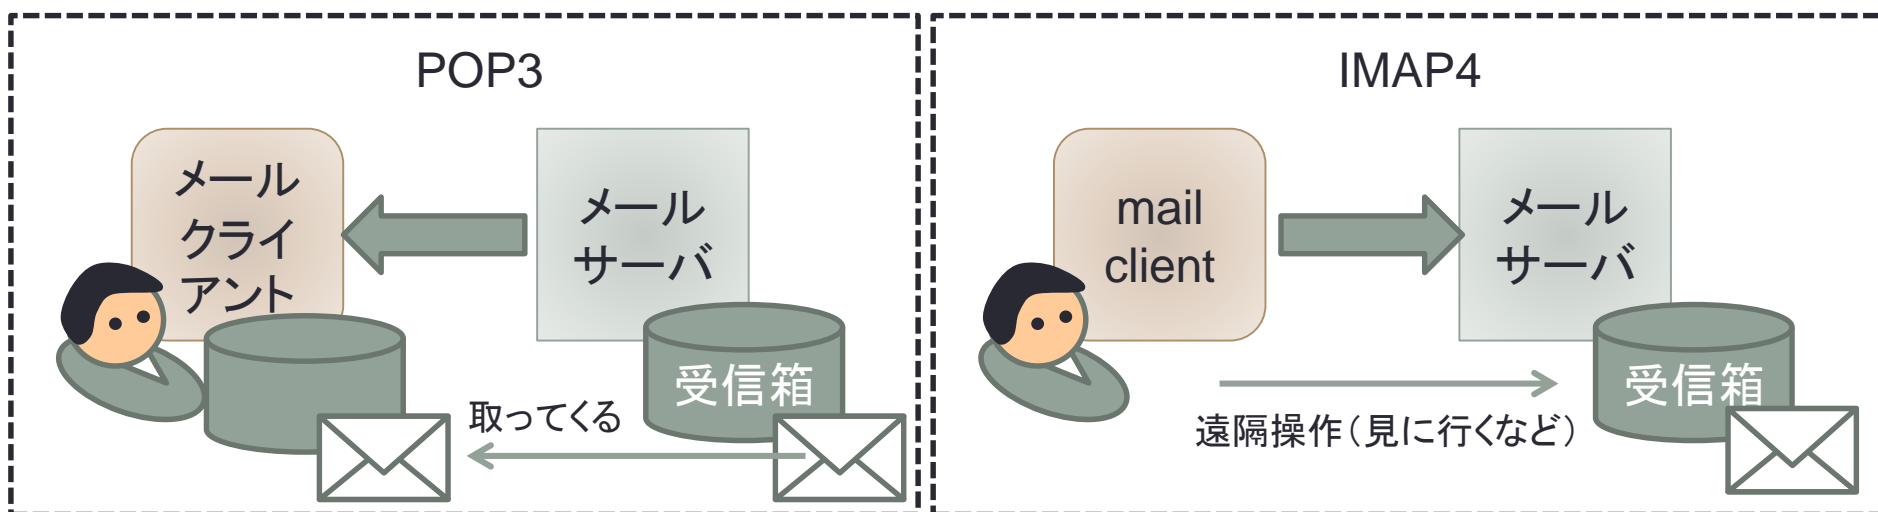 POP3
メール
クライ
アント
メール
サーバ
受信箱
取ってくる
IMAP4
mail
client
メール
サーバ
受信箱
遠隔操作（見に行くなど）